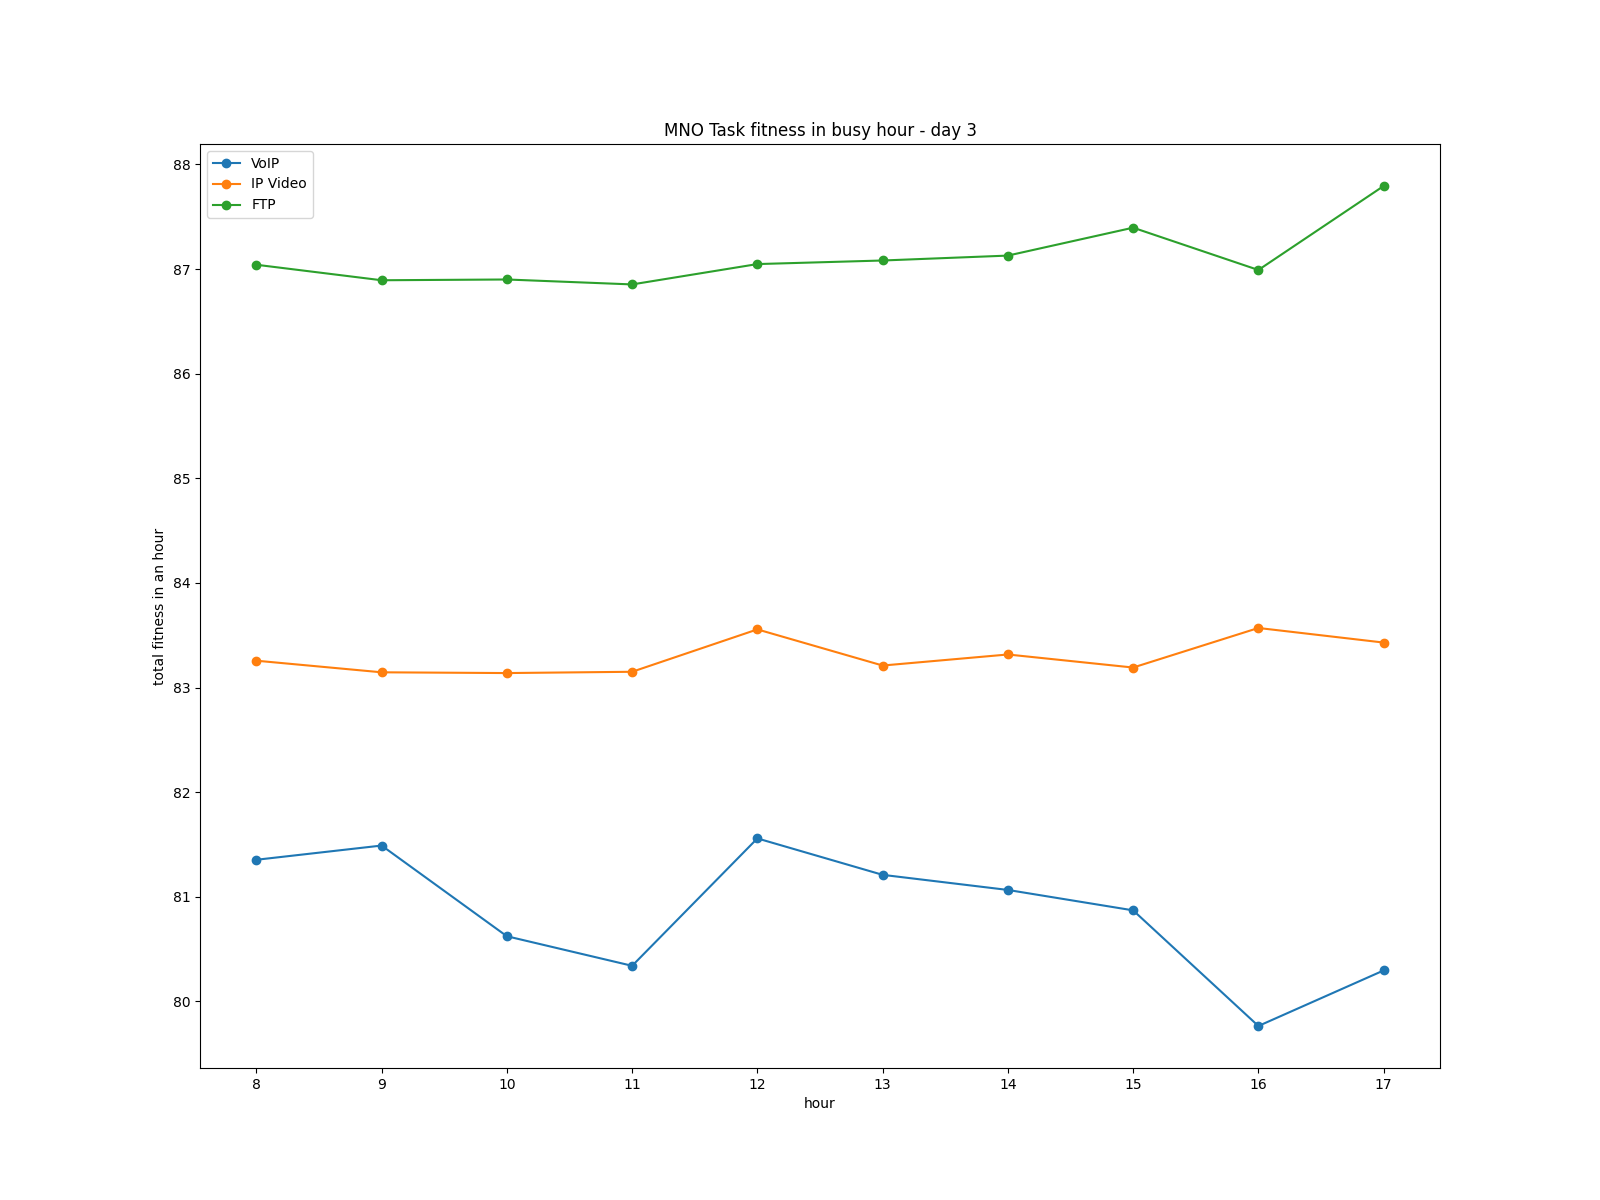 MNO Task fitness in busy hour - day 3
VoIP
IP Video
FTP
88
87
86
85
84
83
82
81
80
total fitness in an hour
8 9 10 11 12 13 14 15 16 17
hour